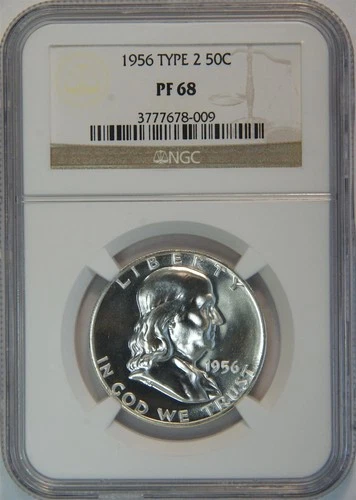 1956 TYPE 2 50C
PF 68
3777678-009
NGC
LIBERTY
1956
IN GOD WE TRUST